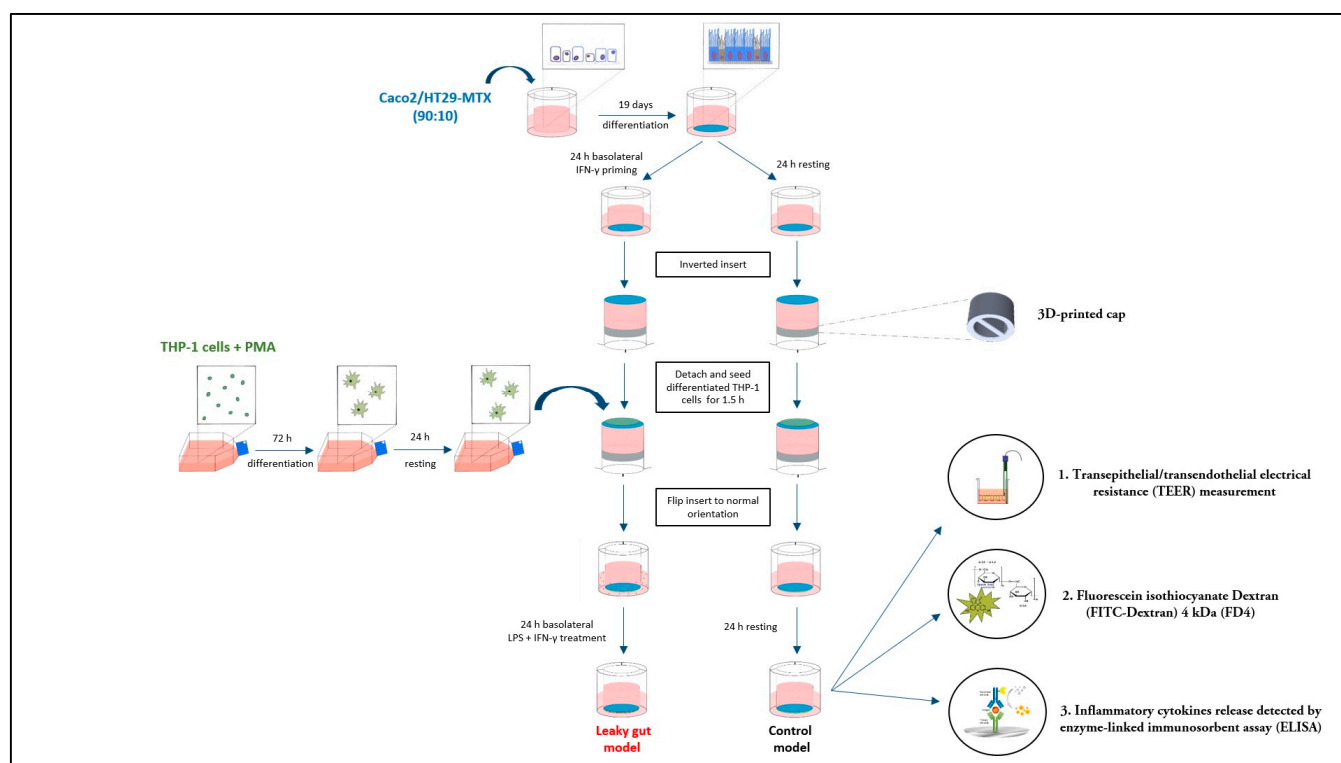 Caco2/HT29-MTX
(90:10)
19 days
differentiation
24 h basolateral
IFN-γ priming
24 h resting
Inverted insert
3D-printed cap
THP-1 cells + PMA
72 h
differentiation
24 h
resting
Detach and seed
differentiated THP-1
cells for 1.5 h
Flip insert to normal
orientation
24 h basolateral
LPS + IFN-γ treatment
24 h resting
Leaky gut
model
Control
model
1. Transepithelial/transendothelial electrical
resistance (TEER) measurement
2. Fluorescein isothiocyanate Dextran
(FITC-Dextran) 4 kDa (FD4)
3. Inflammatory cytokines release detected by
enzyme-linked immunosorbent assay (ELISA)